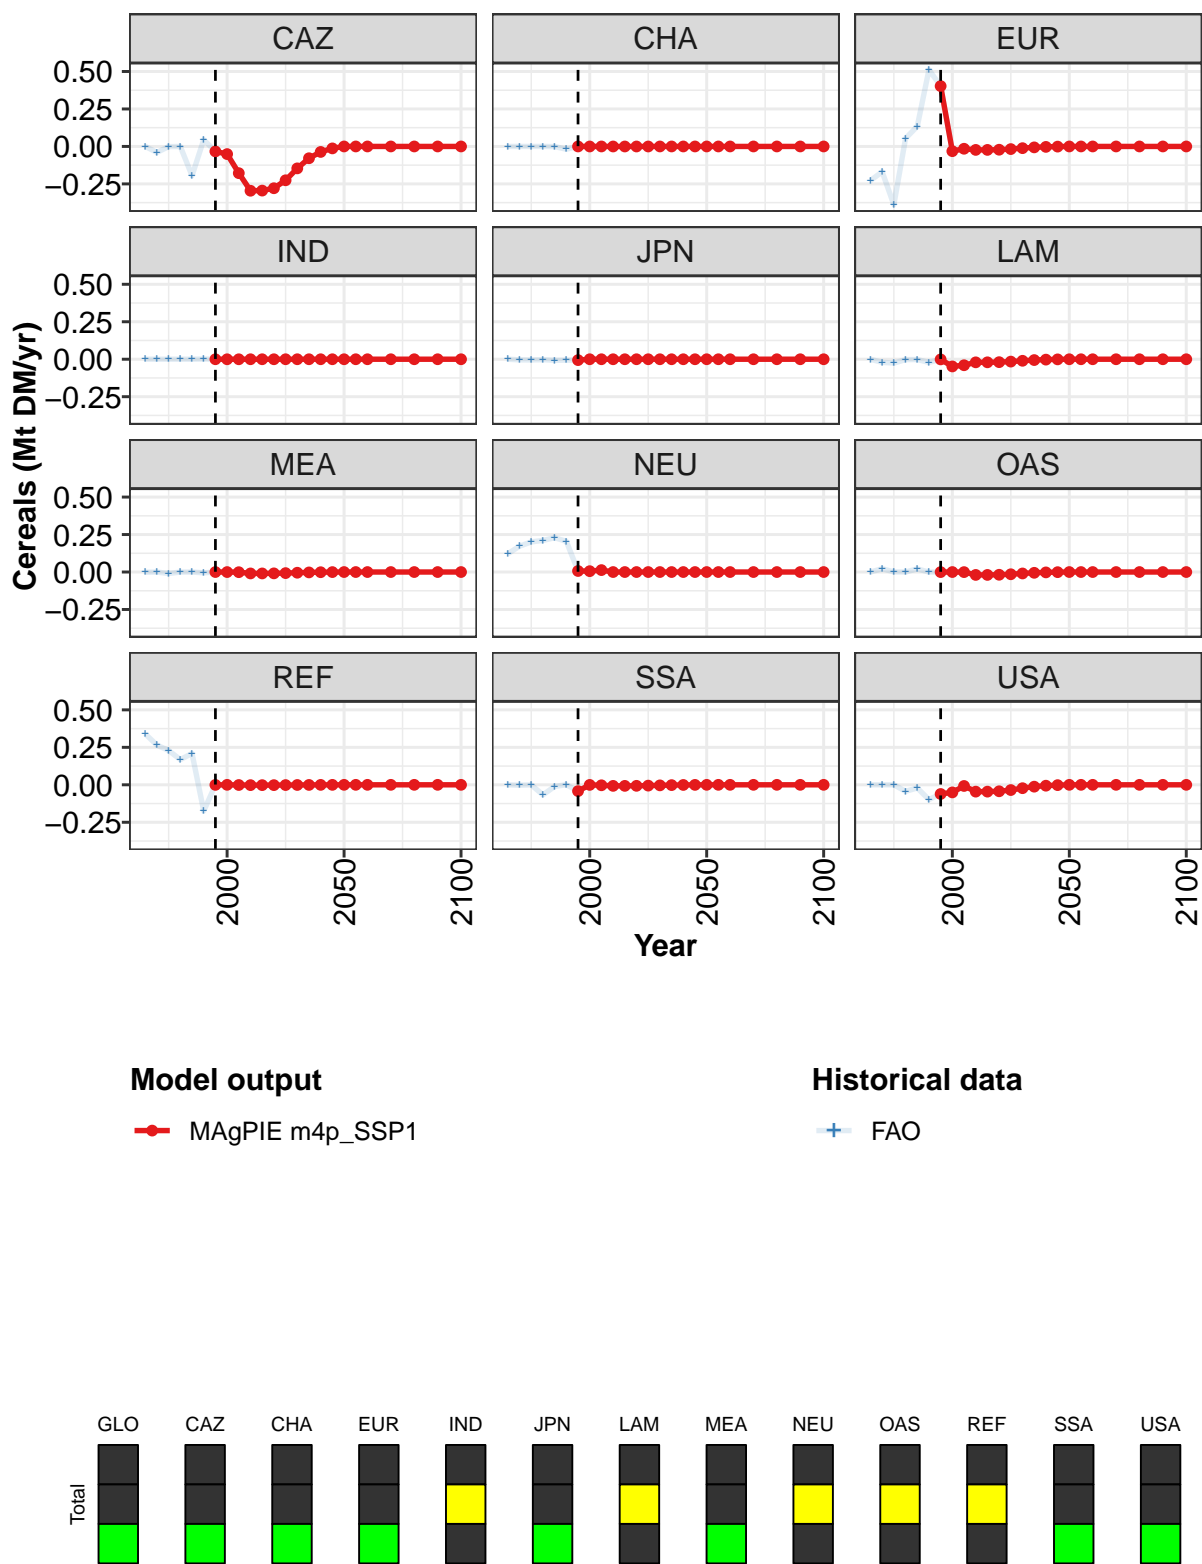 CAZ CHA EUR
0.50
0.25
0.00
−0.25
IND JPN LAM
0.50
0.25
0.00
−0.25
MEA NEU OAS
0.50
0.25
0.00
−0.25
REF SSA USA
0.50
0.25
0.00
−0.25
Cereals (Mt DM/yr)
2000 2050 2100 2000 2050 2100 2000 2050 2100
Year
Model output Historical data
MAgPIE m4p_SSP1 FAO
GLO CAZ CHA EUR IND JPN LAM MEA NEU OAS REF SSA USA
Total